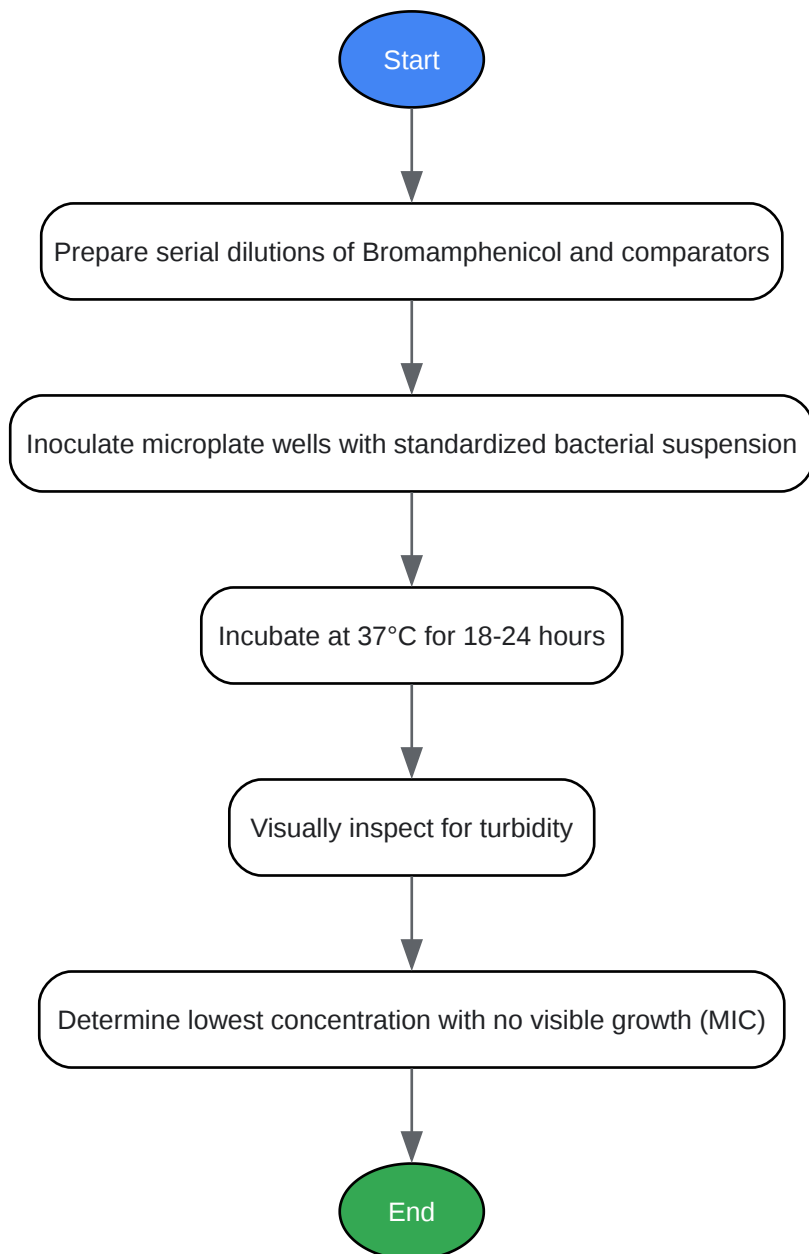 Start
Prepare serial dilutions of Bromamphenicol and comparators
Inoculate microplate wells with standardized bacterial suspension
Incubate at 37°C for 18-24 hours
Visually inspect for turbidity
Determine lowest concentration with no visible growth (MIC)
End